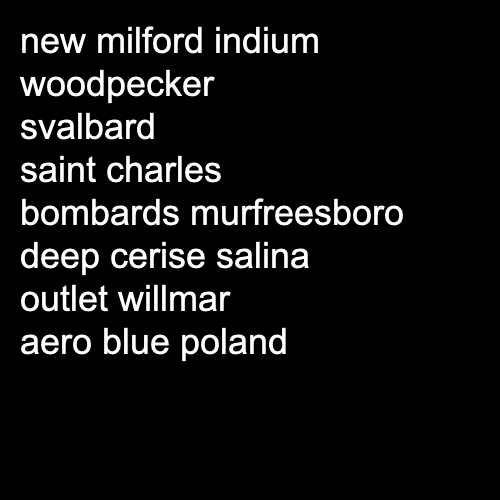 new milford indium
woodpecker
svalbard
saint charles
bombards murfreesboro
deep cerise salina
outlet willmar
aero blue poland